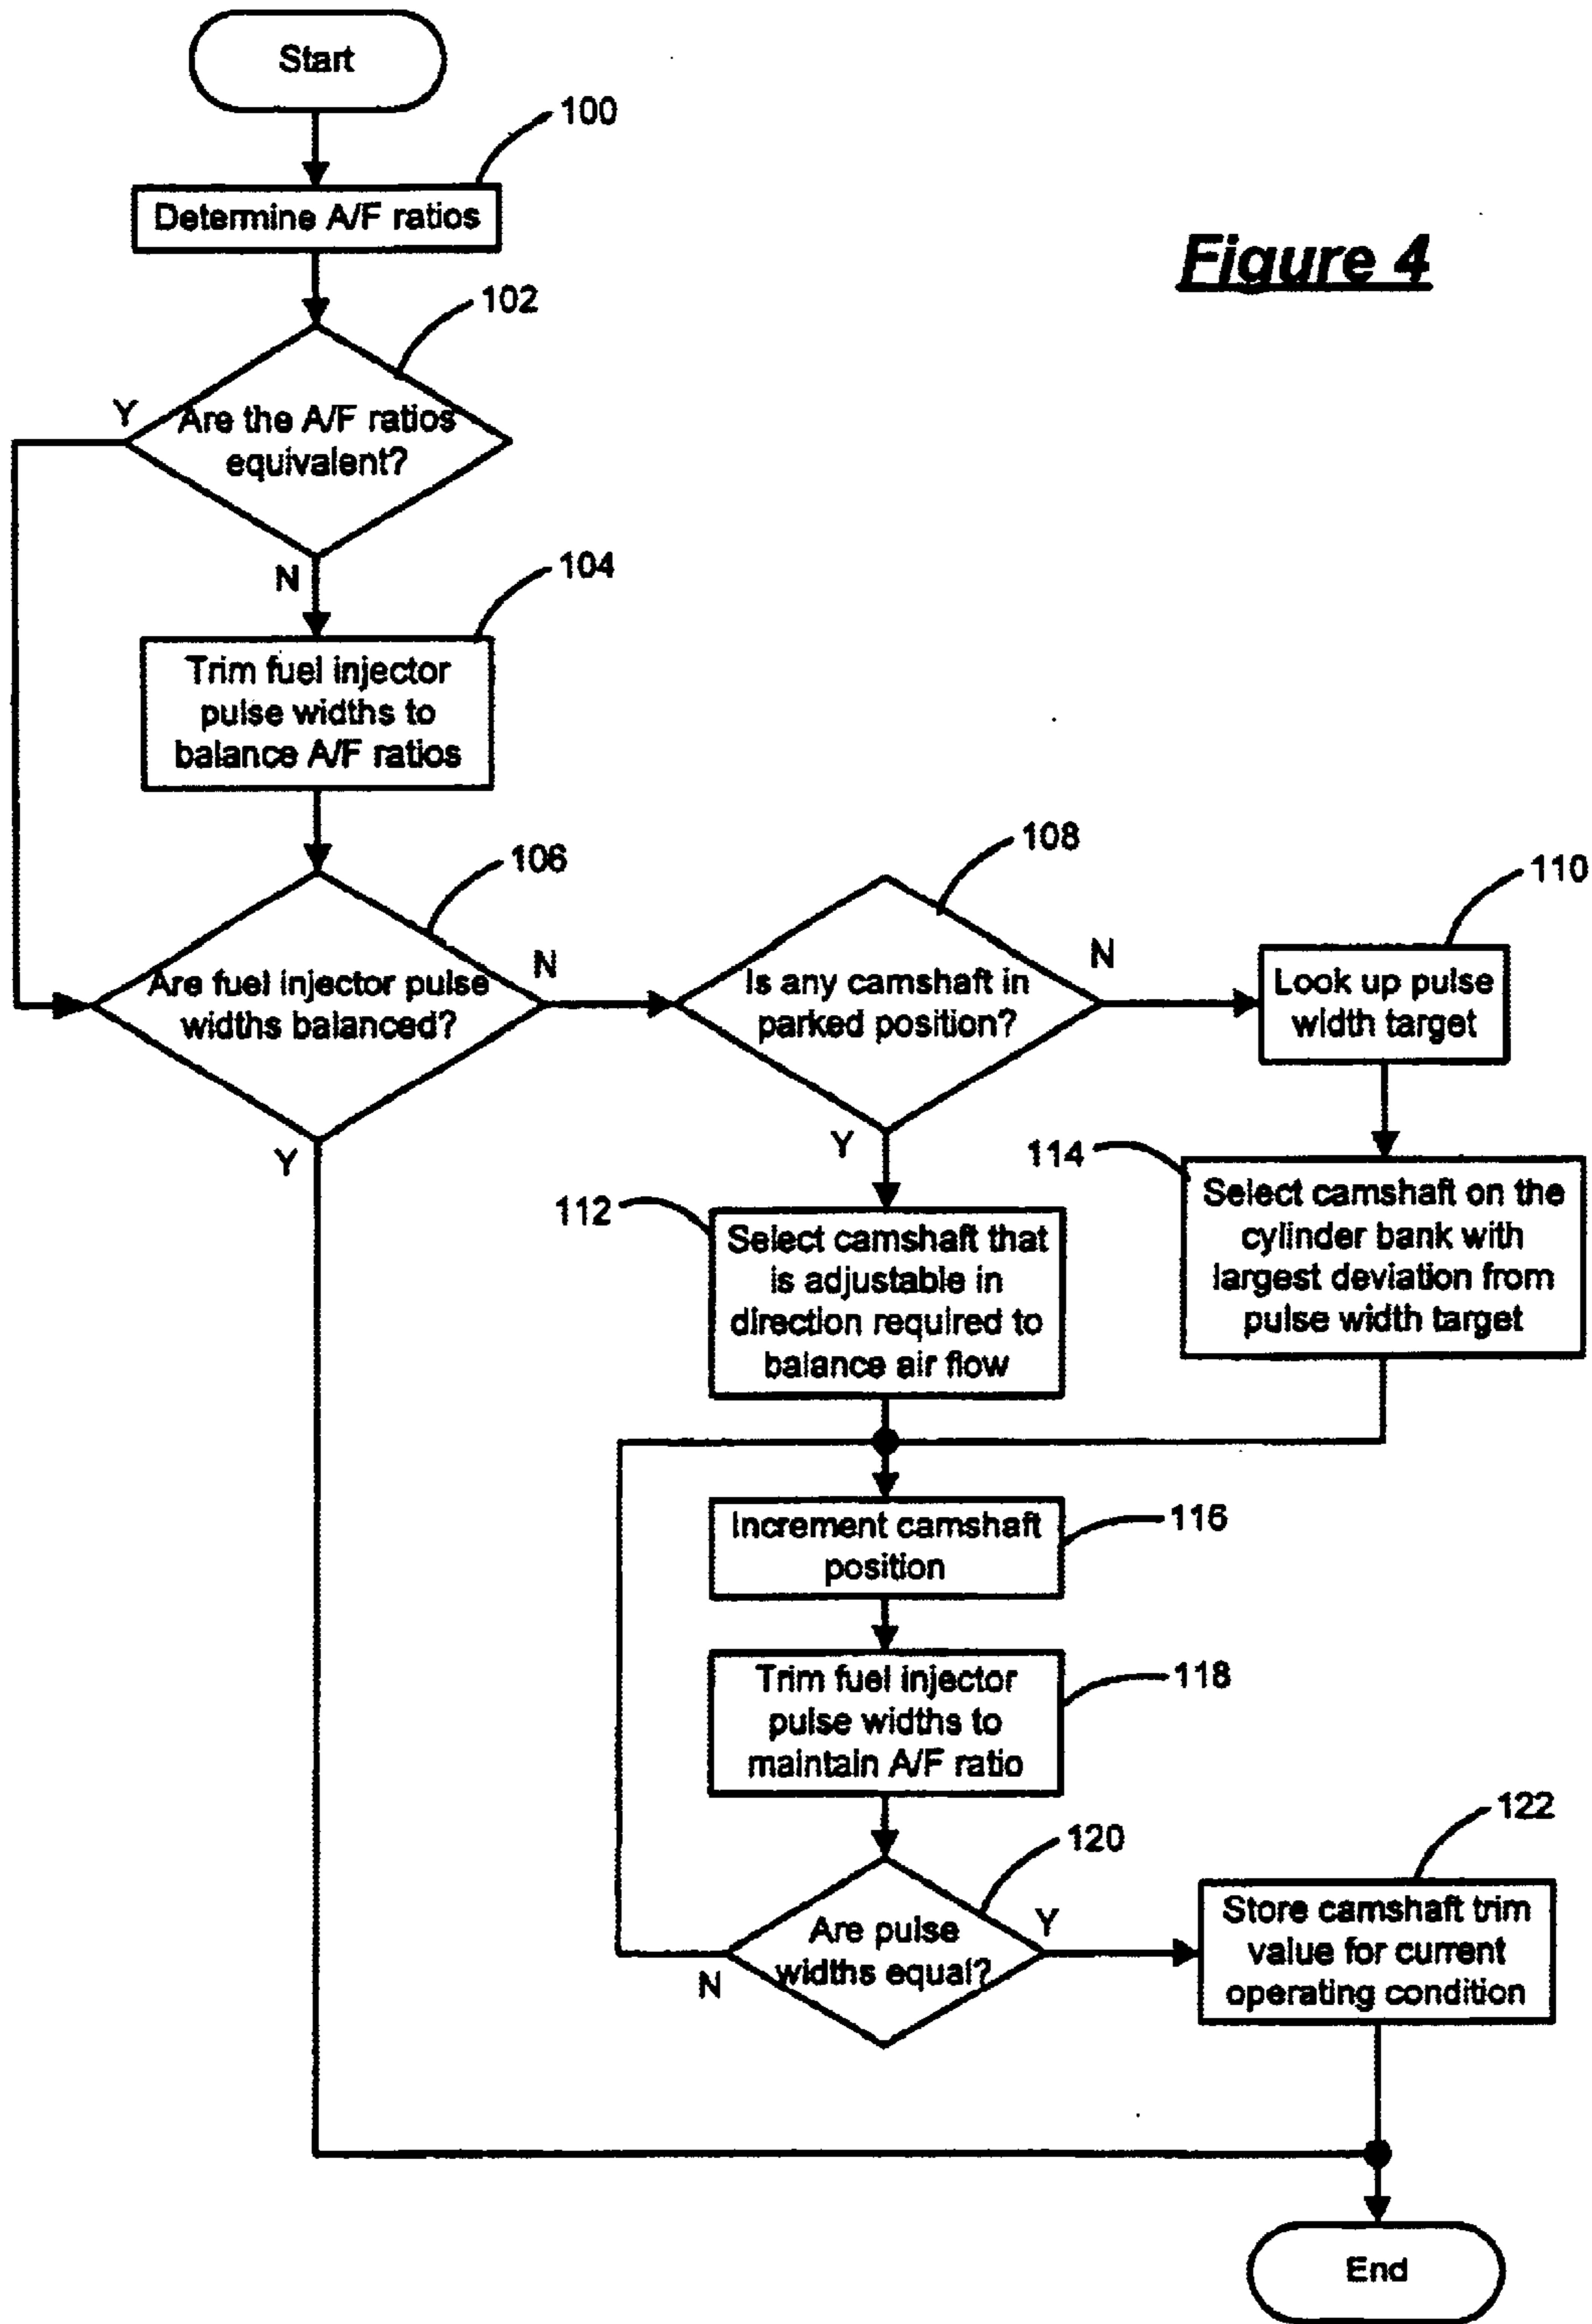 Start
100
Determine A/F ratios
Figure 4
102
Y
Are the A/F ratios
equivalent?
N
104
Trim fuel injector
pulse widths to
balance A/F ratios
106
Are fuel injector pulse
widths balanced?
N
Y
108
Is any camshaft in
parked position?
N
Y
110
Look up pulse
width target
112
Select camshaft that
is adjustable in
direction required to
balance air flow
114
Select camshaft on the
cylinder bank with
largest deviation from
pulse width target
Increment camshaft
position
116
Trim fuel injector
pulse widths to
maintain A/F ratio
118
120
Are pulse
widths equal?
Y
N
122
Store camshaft trim
value for current
operating condition
End